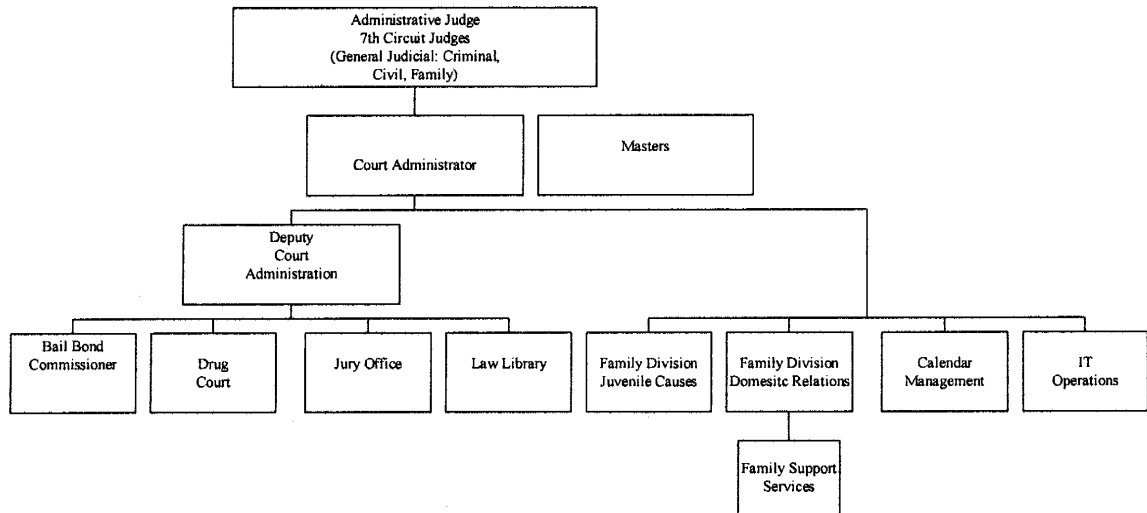 Administrative Judge
7th Circuit Judges
(General Judicial: Criminal,
Civil, Family)
Court Administrator
Masters
Deputy
Court
Administration
Bail Bond
Commissioner
Drug
Court
Jury Office
Law Library
Family Division
Juvenile Causes
Family Division
Domesitc Relations
Calendar
Management
IT
Operations
Family Support
Services